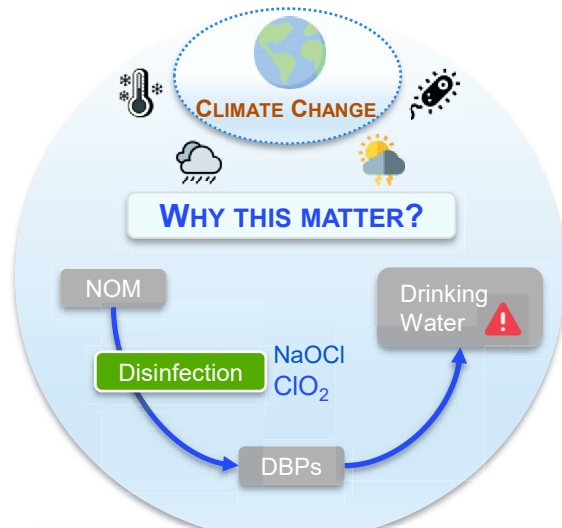 CLIMATE CHANGE
WHY THIS MATTER?
NOM
Drinking
Water
Disinfection
NaOCl
ClO₂
DBPs